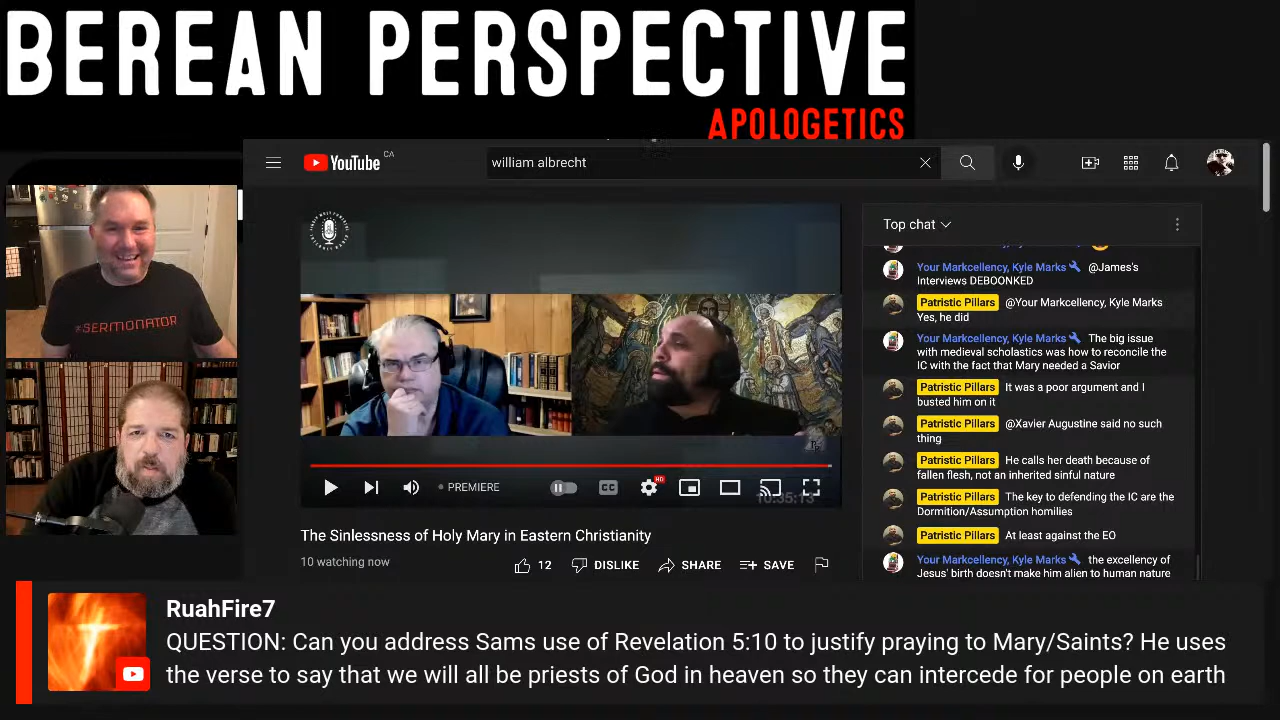 BEREAN PERSPECTIVE
APOLOGETICS
YouTube CA
william albrecht
#SERMONATOR
Top chat
Your Markcellency, Kyle Marks @James's
Interviews DEBOONKED
Patristic Pillars @Your Markcellency, Kyle Marks
Yes, he did
Your Markcellency, Kyle Marks The big issue
with medieval scholastics was how to reconcile the
IC with the fact that Mary needed a Savior
Patristic Pillars It was a poor argument and I
busted him on it
Patristic Pillars @Xavier Augustine said no such
thing
Patristic Pillars He calls her death because of
fallen flesh, not an inherited sinful nature
Patristic Pillars The key to defending the IC are the
Dormition/Assumption homilies
Patristic Pillars At least against the EO
Your Markcellency, Kyle Marks the excellency of
Jesus' birth doesn't make him alien to human nature
PREMIERE
CC
HD
10:35:13
The Sinlessness of Holy Mary in Eastern Christianity
10 watching now
12
DISLIKE
SHARE
SAVE
RuahFire7
QUESTION: Can you address Sams use of Revelation 5:10 to justify praying to Mary/Saints? He uses
the verse to say that we will all be priests of God in heaven so they can intercede for people on earth